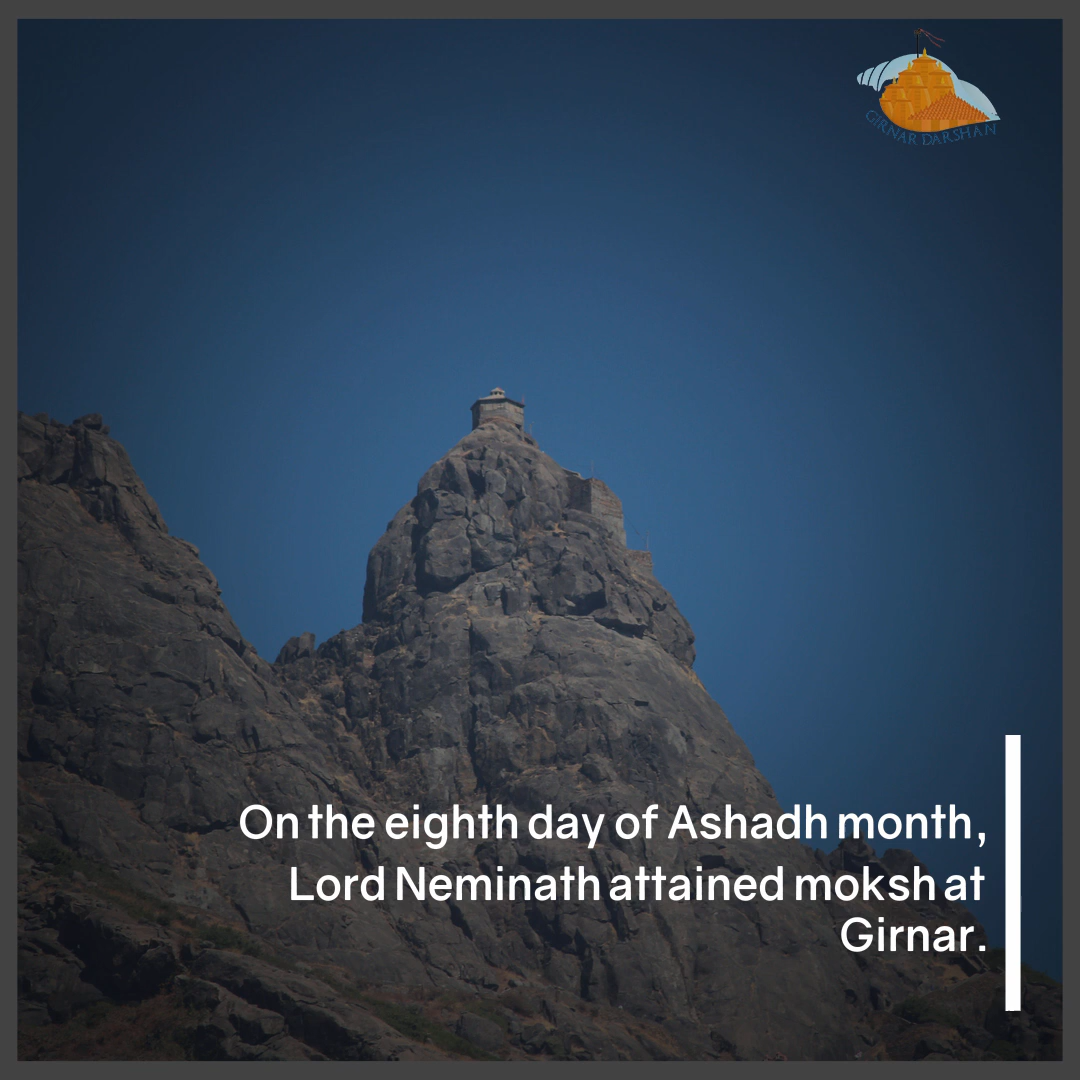 GIRNAR DARSHAN
On the eighth day of Ashadh month,
Lord Neminath attained moksh at
Girnar.